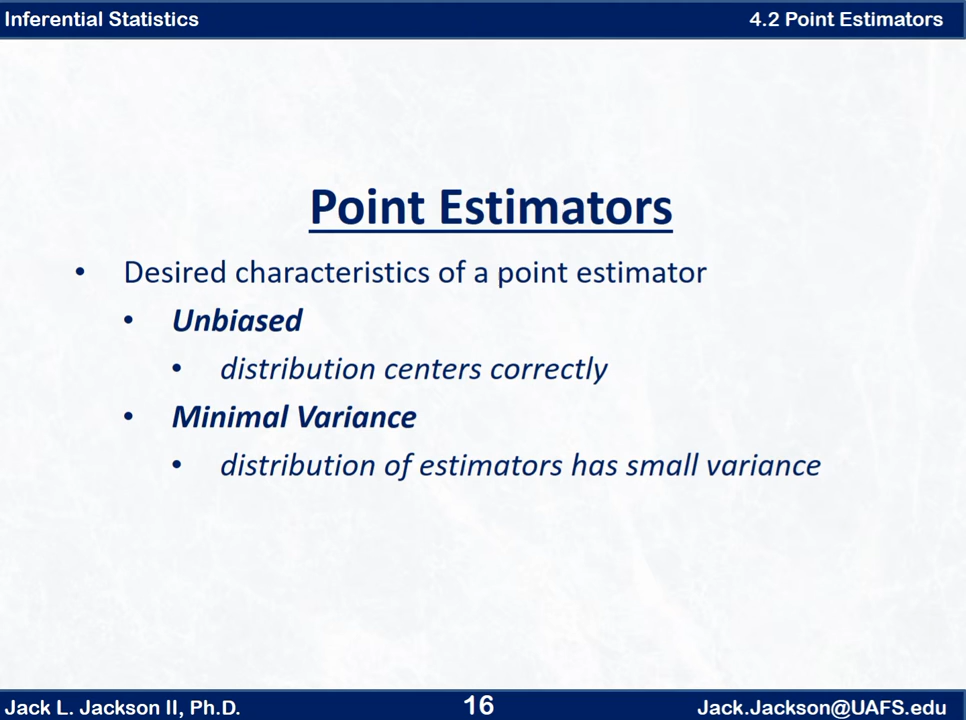 Inferential Statistics
4.2 Point Estimators
Point Estimators
• Desired characteristics of a point estimator
• Unbiased
• distribution centers correctly
• Minimal Variance
• distribution of estimators has small variance
Jack L. Jackson II, Ph.D.
16
Jack.Jackson@UAFS.edu